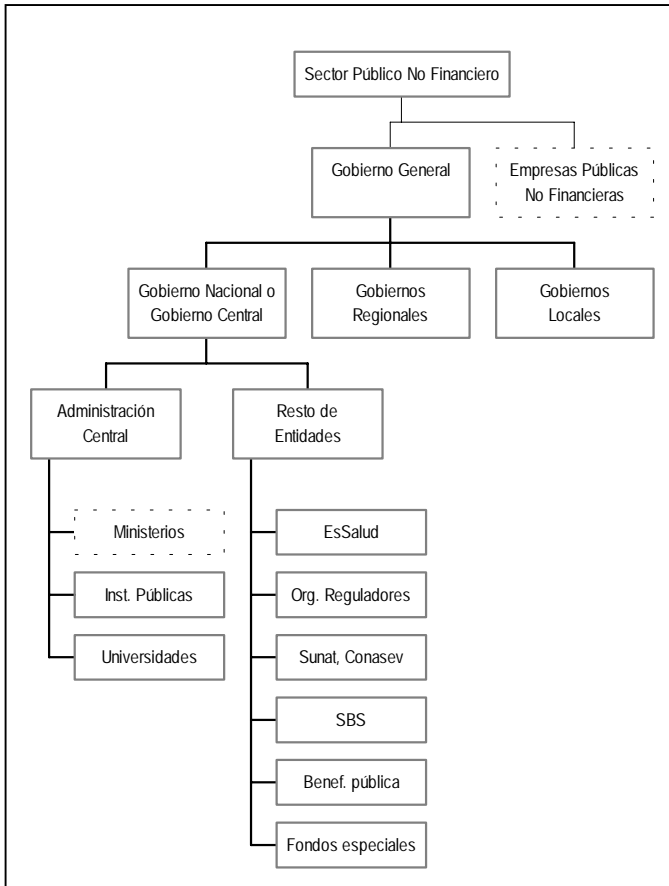 Sector Público No Financiero
Gobierno General
Empresas Públicas
No Financieras
Gobierno Nacional o
Gobierno Central
Gobiernos
Regionales
Gobiernos
Locales
Administración
Central
Resto de
Entidades
Ministerios
Inst. Públicas
Universidades
EsSalud
Org. Reguladores
Sunat, Conasev
SBS
Benef. pública
Fondos especiales